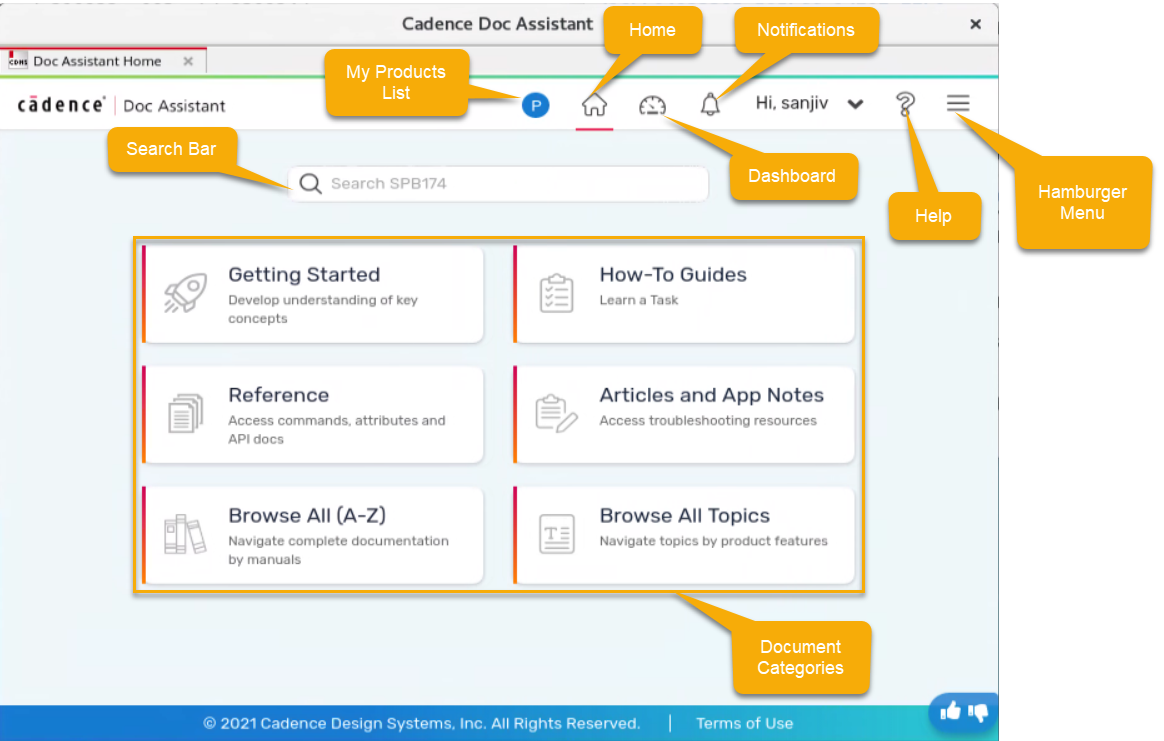 Cadence Doc Assistant
Home
Notifications
CDMS Doc Assistant Home
My Products
List
cādence® Doc Assistant
P
Hi, sanjiv
Search Bar
Dashboard
Help
Hamburger
Menu
Search SPB174
Getting Started
Develop understanding of key
concepts
How-To Guides
Learn a Task
Reference
Access commands, attributes and
API docs
Articles and App Notes
Access troubleshooting resources
Browse All (A-Z)
Navigate complete documentation
by manuals
Browse All Topics
Navigate topics by product features
Document
Categories
© 2021 Cadence Design Systems, Inc. All Rights Reserved. | Terms of Use